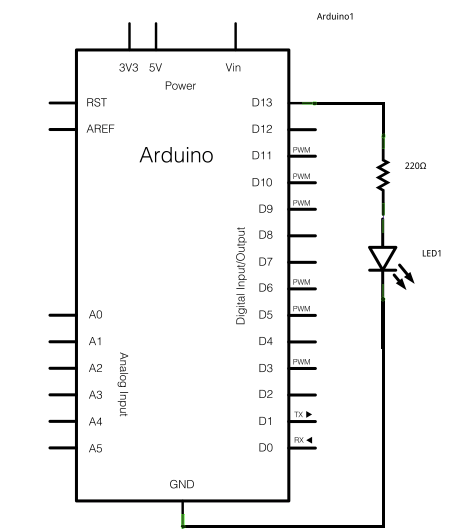 Arduino1
3V3 5V Vin
Power
RST D13
AREF D12
Arduino
D11 PWM
D10 PWM
220Ω
D9 PWM
D8
Digital Input/Output
D7
LED1
D6 PWM
A0 D5 PWM
A1 D4
A2 D3 PWM
Analog Input
A3 D2
A4 D1 TX ▶
A5 D0 RX ◀
GND